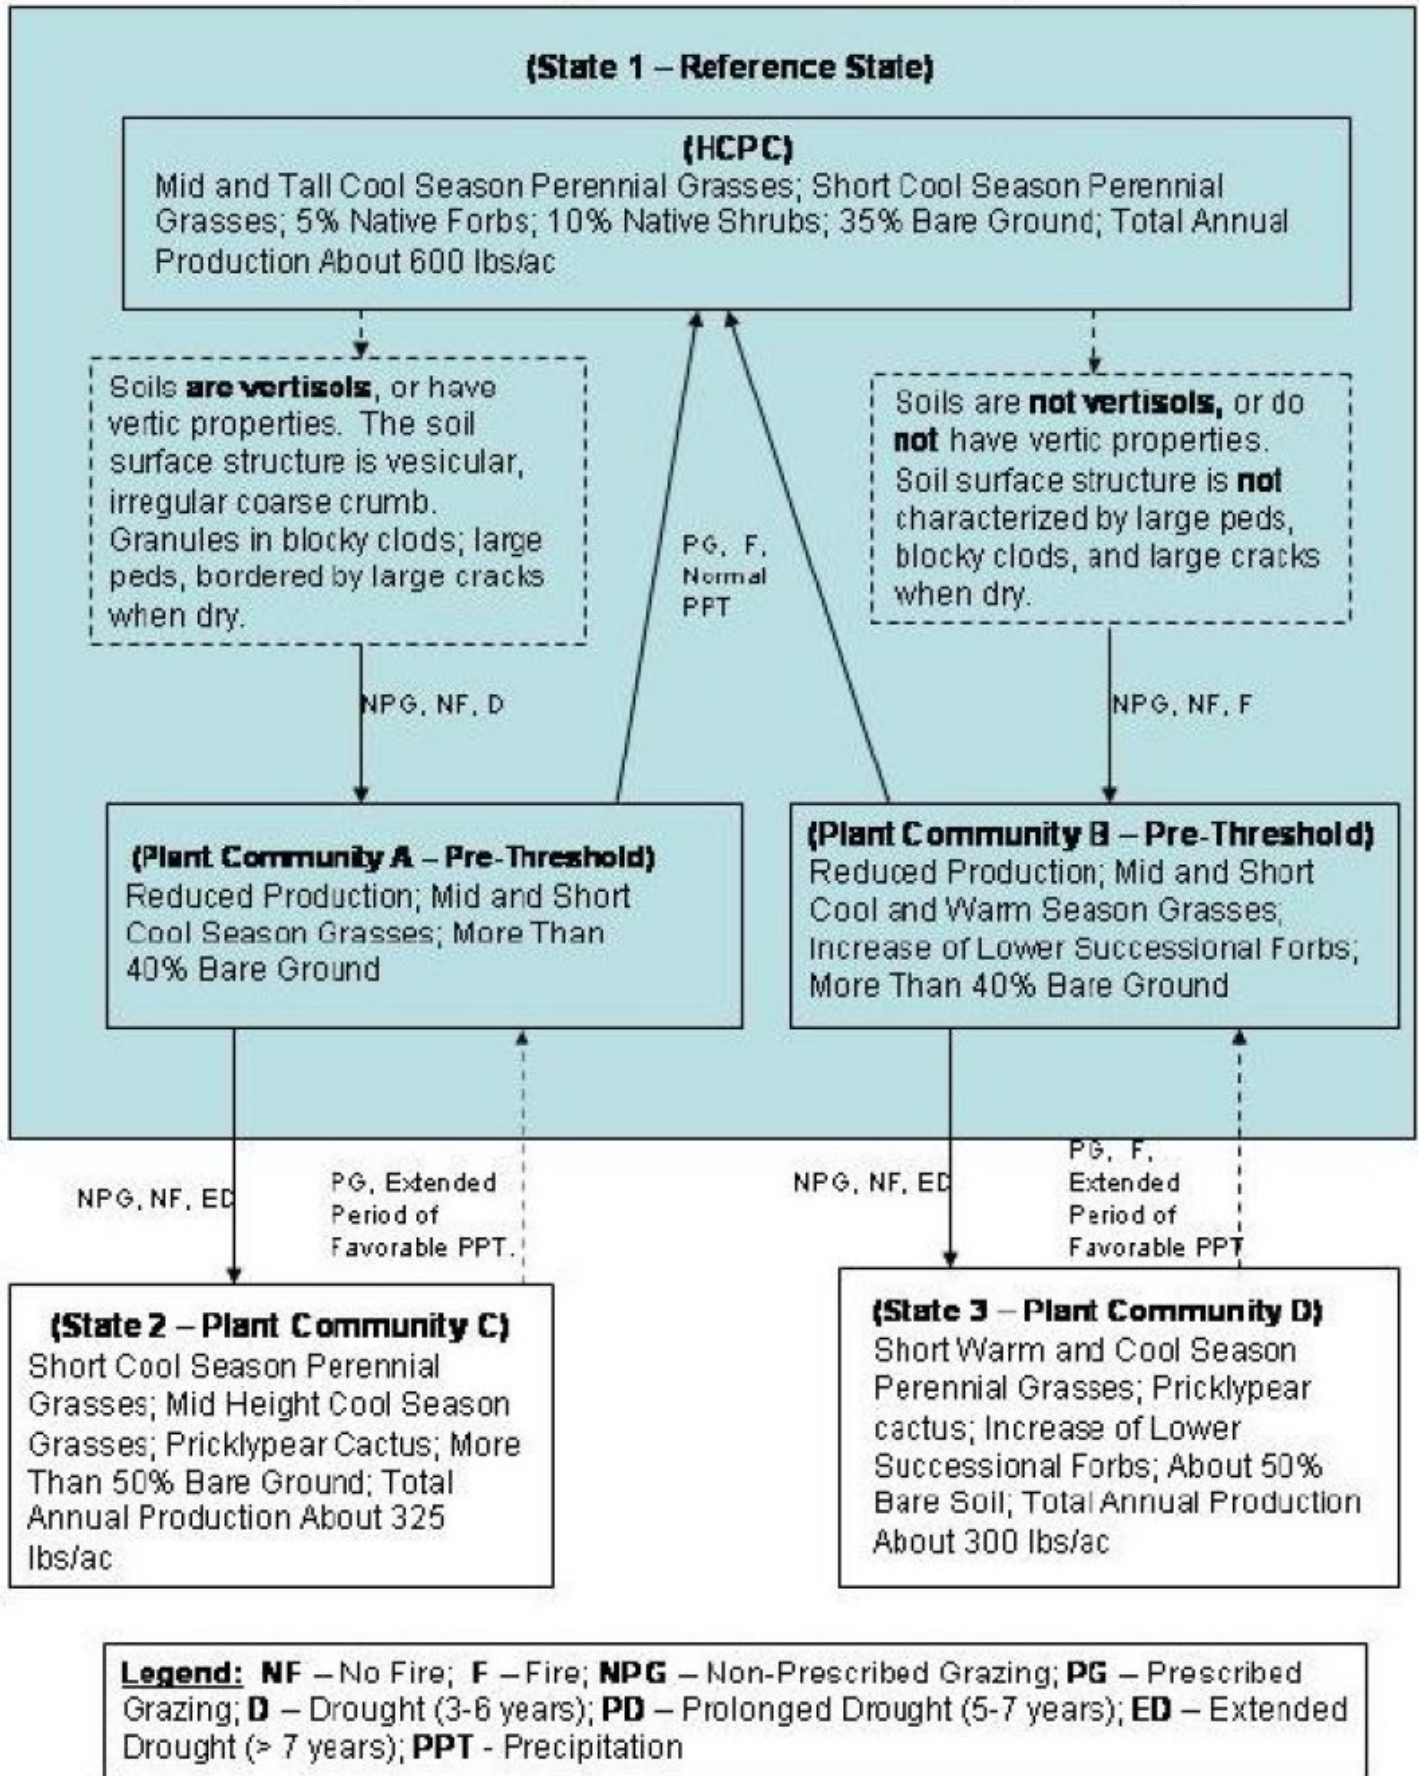 (State 1 – Reference State)
(HCPC)
Mid and Tall Cool Season Perennial Grasses; Short Cool Season Perennial
Grasses; 5% Native Forbs; 10% Native Shrubs; 35% Bare Ground; Total Annual
Production About 600 lbs/ac
Soils are vertisols, or have
vertic properties. The soil
surface structure is vesicular,
irregular coarse crumb.
Granules in blocky clods; large
peds, bordered by large cracks
when dry.
PG, F,
Normal
PPT
Soils are not vertisols, or do
not have vertic properties.
Soil surface structure is not
characterized by large peds,
blocky clods, and large cracks
when dry.
NPG, NF, D
NPG, NF, F
(Plant Community A – Pre-Threshold)
Reduced Production; Mid and Short
Cool Season Grasses; More Than
40% Bare Ground
(Plant Community B – Pre-Threshold)
Reduced Production; Mid and Short
Cool and Warm Season Grasses;
Increase of Lower Successional Forbs;
More Than 40% Bare Ground
NPG, NF, ED
PG, Extended
Period of
Favorable PPT.
NPG, NF, ED
PG, F,
Extended
Period of
Favorable PPT
(State 2 – Plant Community C)
Short Cool Season Perennial
Grasses; Mid Height Cool Season
Grasses; Pricklypear Cactus; More
Than 50% Bare Ground; Total
Annual Production About 325
lbs/ac
(State 3 – Plant Community D)
Short Warm and Cool Season
Perennial Grasses; Pricklypear
cactus; Increase of Lower
Successional Forbs; About 50%
Bare Soil; Total Annual Production
About 300 lbs/ac
Legend: NF – No Fire; F – Fire; NPG – Non-Prescribed Grazing; PG – Prescribed
Grazing; D – Drought (3-6 years); PD – Prolonged Drought (5-7 years); ED – Extended
Drought (> 7 years); PPT - Precipitation